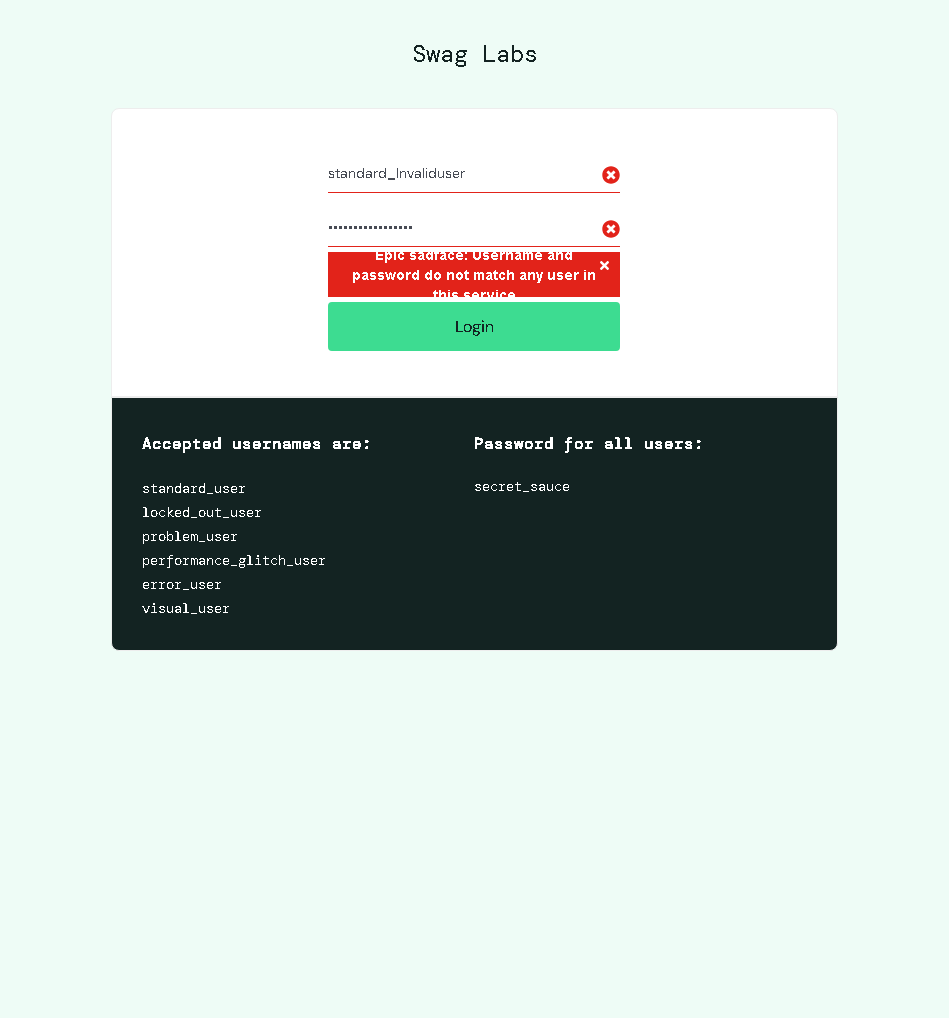 Swag Labs
standard_Invaliduser
•••••••••••••••••
Epic sadface: Username and
password do not match any user in
this service
Login
Accepted usernames are:
Password for all users:
standard_user
secret_sauce
locked_out_user
problem_user
performance_glitch_user
error_user
visual_user